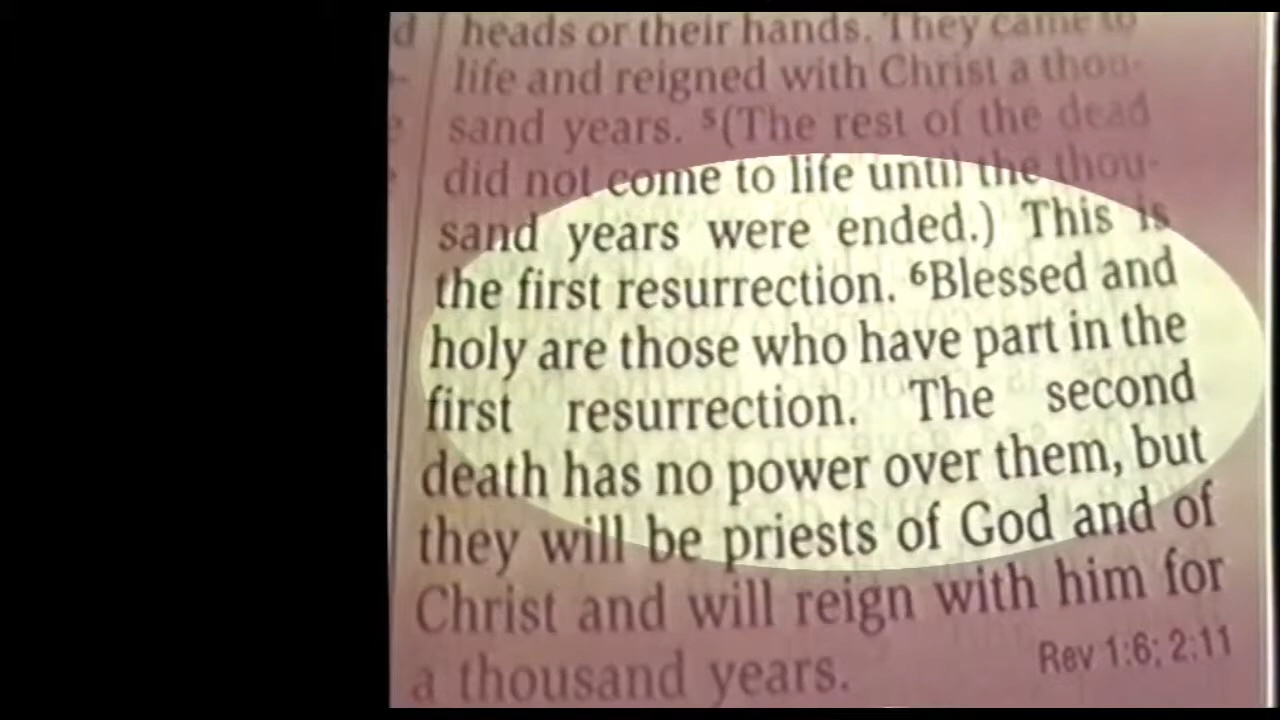 heads or their hands. They came to
life and reigned with Christ a thou-
sand years. ⁵(The rest of the dead
did not come to life until the thou-
sand years were ended.) This is
the first resurrection. ⁶Blessed and
holy are those who have part in the
first resurrection. The second
death has no power over them, but
they will be priests of God and of
Christ and will reign with him for
a thousand years.
Rev 1:6; 2:11